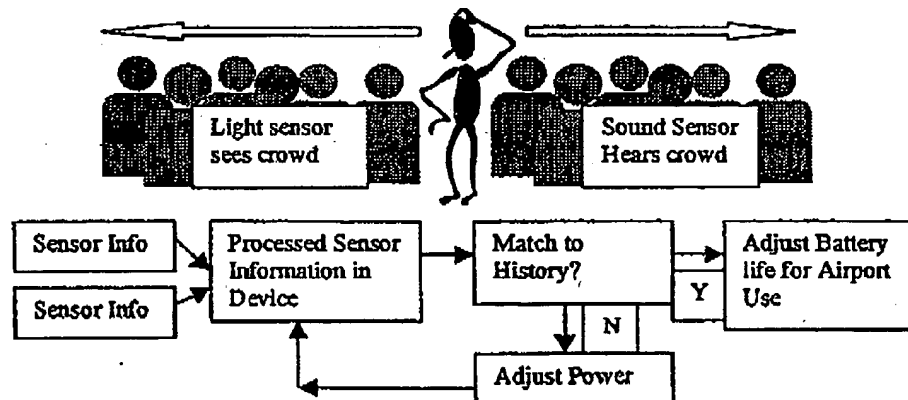 Light sensor
sees crowd
Sound Sensor
Hears crowd
Sensor Info
Sensor Info
Processed Sensor
Information in
Device
Match to
History?
Y
N
Adjust Battery
life for Airport
Use
Adjust Power